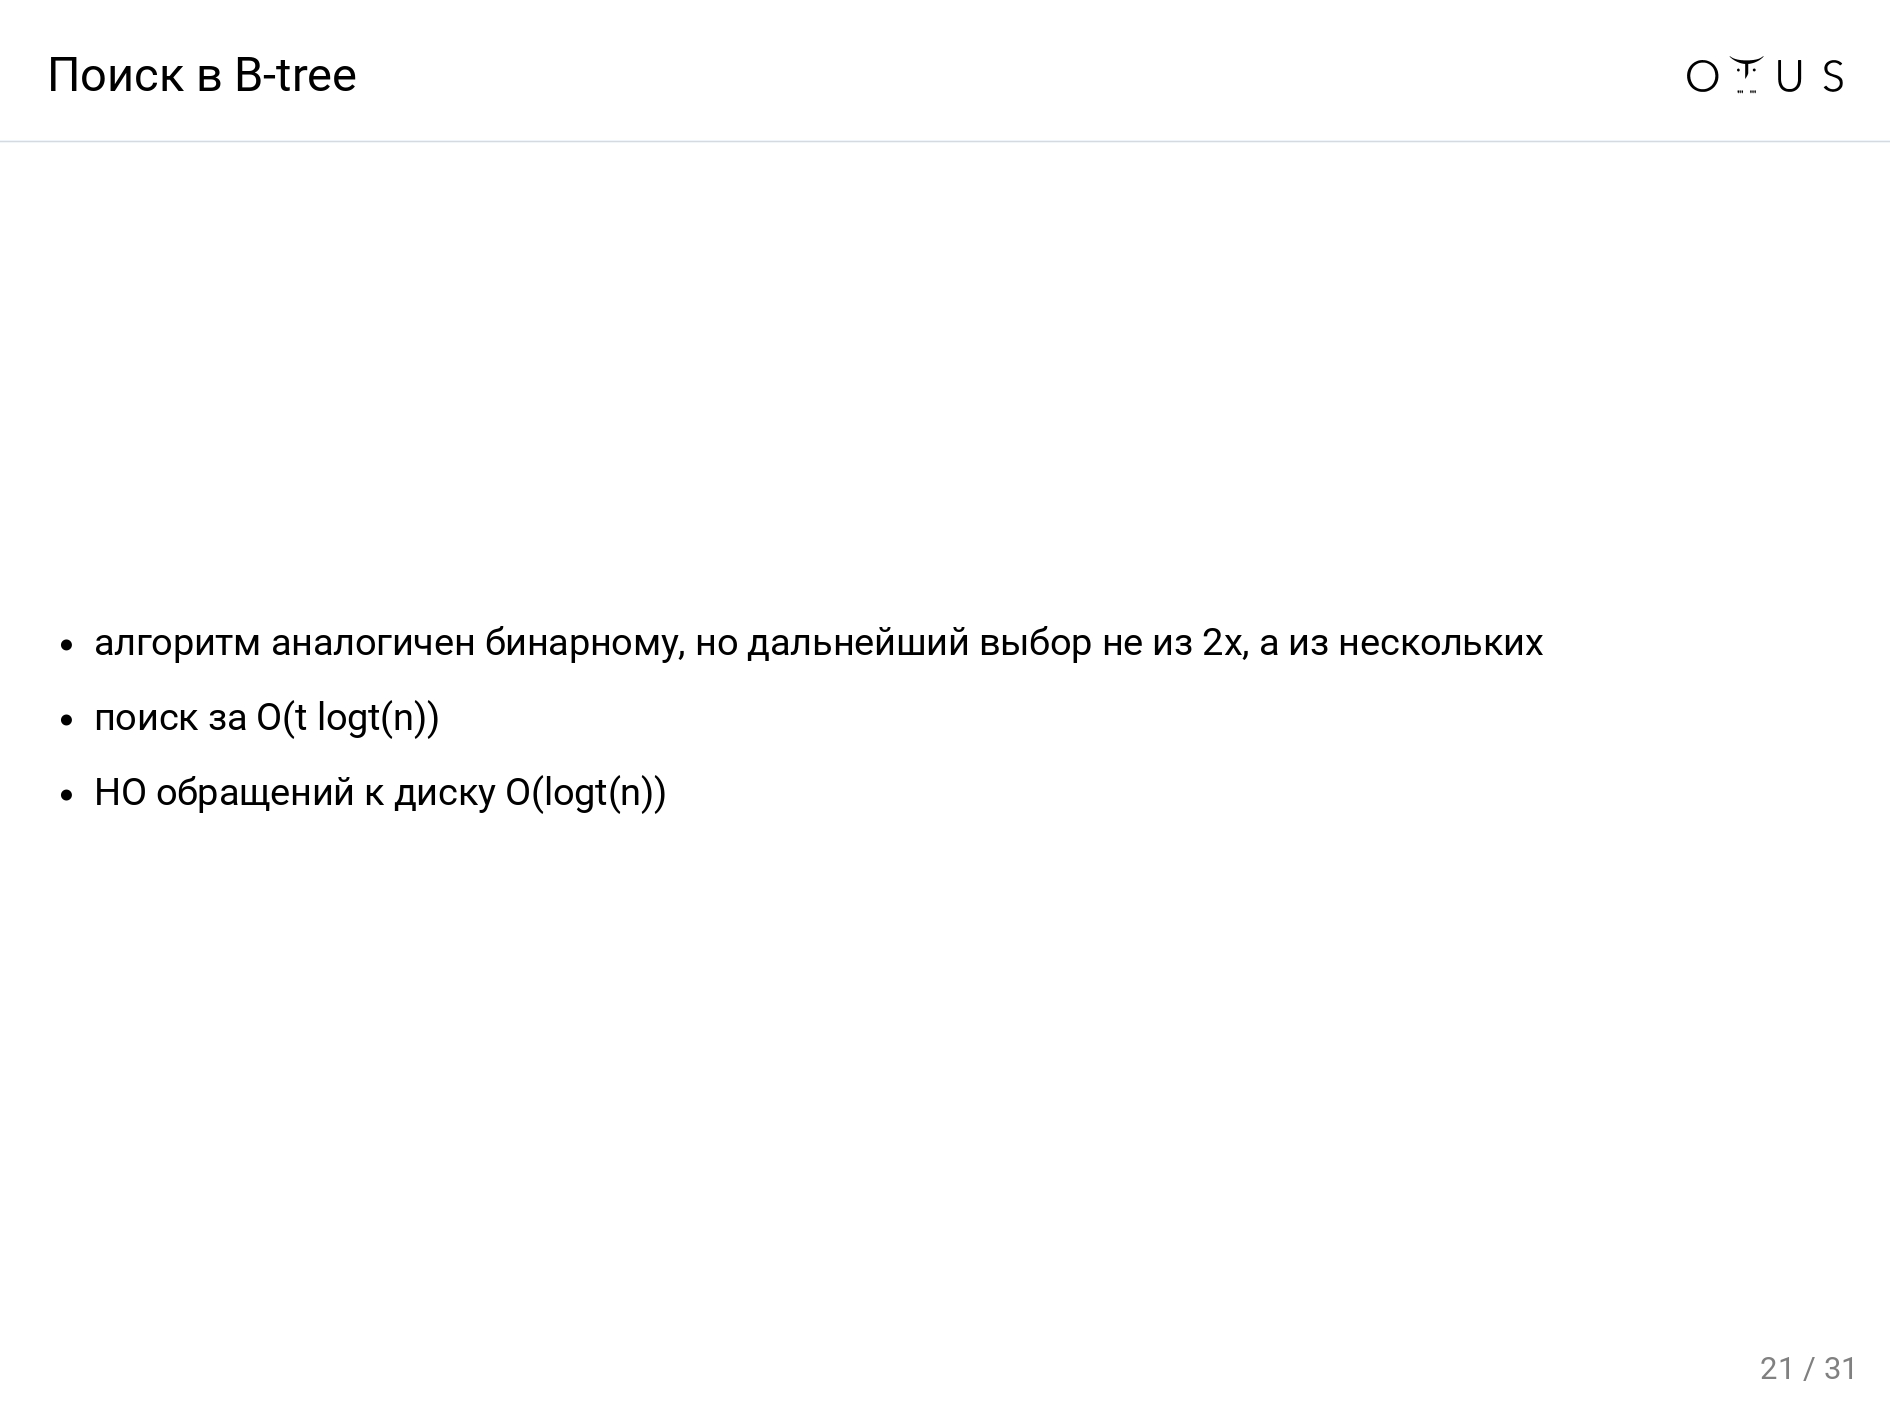 Поиск в B-tree
OTUS
• алгоритм аналогичен бинарному, но дальнейший выбор не из 2х, а из нескольких
• поиск за O(t logt(n))
• НО обращений к диску O(logt(n))
21 / 31